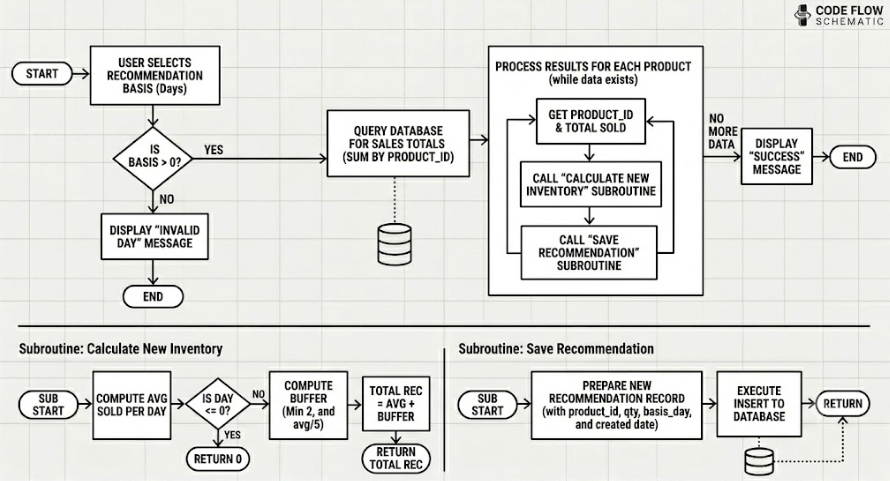 CODE FLOW
SCHEMATIC
START
USER SELECTS
RECOMMENDATION
BASIS (Days)
IS
BASIS > 0?
YES
NO
DISPLAY “INVALID
DAY” MESSAGE
END
QUERY DATABASE
FOR SALES TOTALS
(SUM BY PRODUCT_ID)
PROCESS RESULTS FOR EACH PRODUCT
(while data exists)
GET PRODUCT_ID
& TOTAL SOLD
CALL “CALCULATE NEW
INVENTORY” SUBROUTINE
CALL “SAVE
RECOMMENDATION”
SUBROUTINE
NO
MORE
DATA
DISPLAY
“SUCCESS”
MESSAGE
END
Subroutine: Calculate New Inventory
SUB
START
COMPUTE AVG
SOLD PER DAY
IS DAY
<= 0?
NO
YES
RETURN 0
COMPUTE
BUFFER
(Min 2, and
avg/5)
TOTAL REC
= AVG +
BUFFER
RETURN
TOTAL REC
Subroutine: Save Recommendation
SUB
START
PREPARE NEW
RECOMMENDATION RECORD
(with product_id, qty, basis_day,
and created date)
EXECUTE
INSERT TO
DATABASE
RETURN